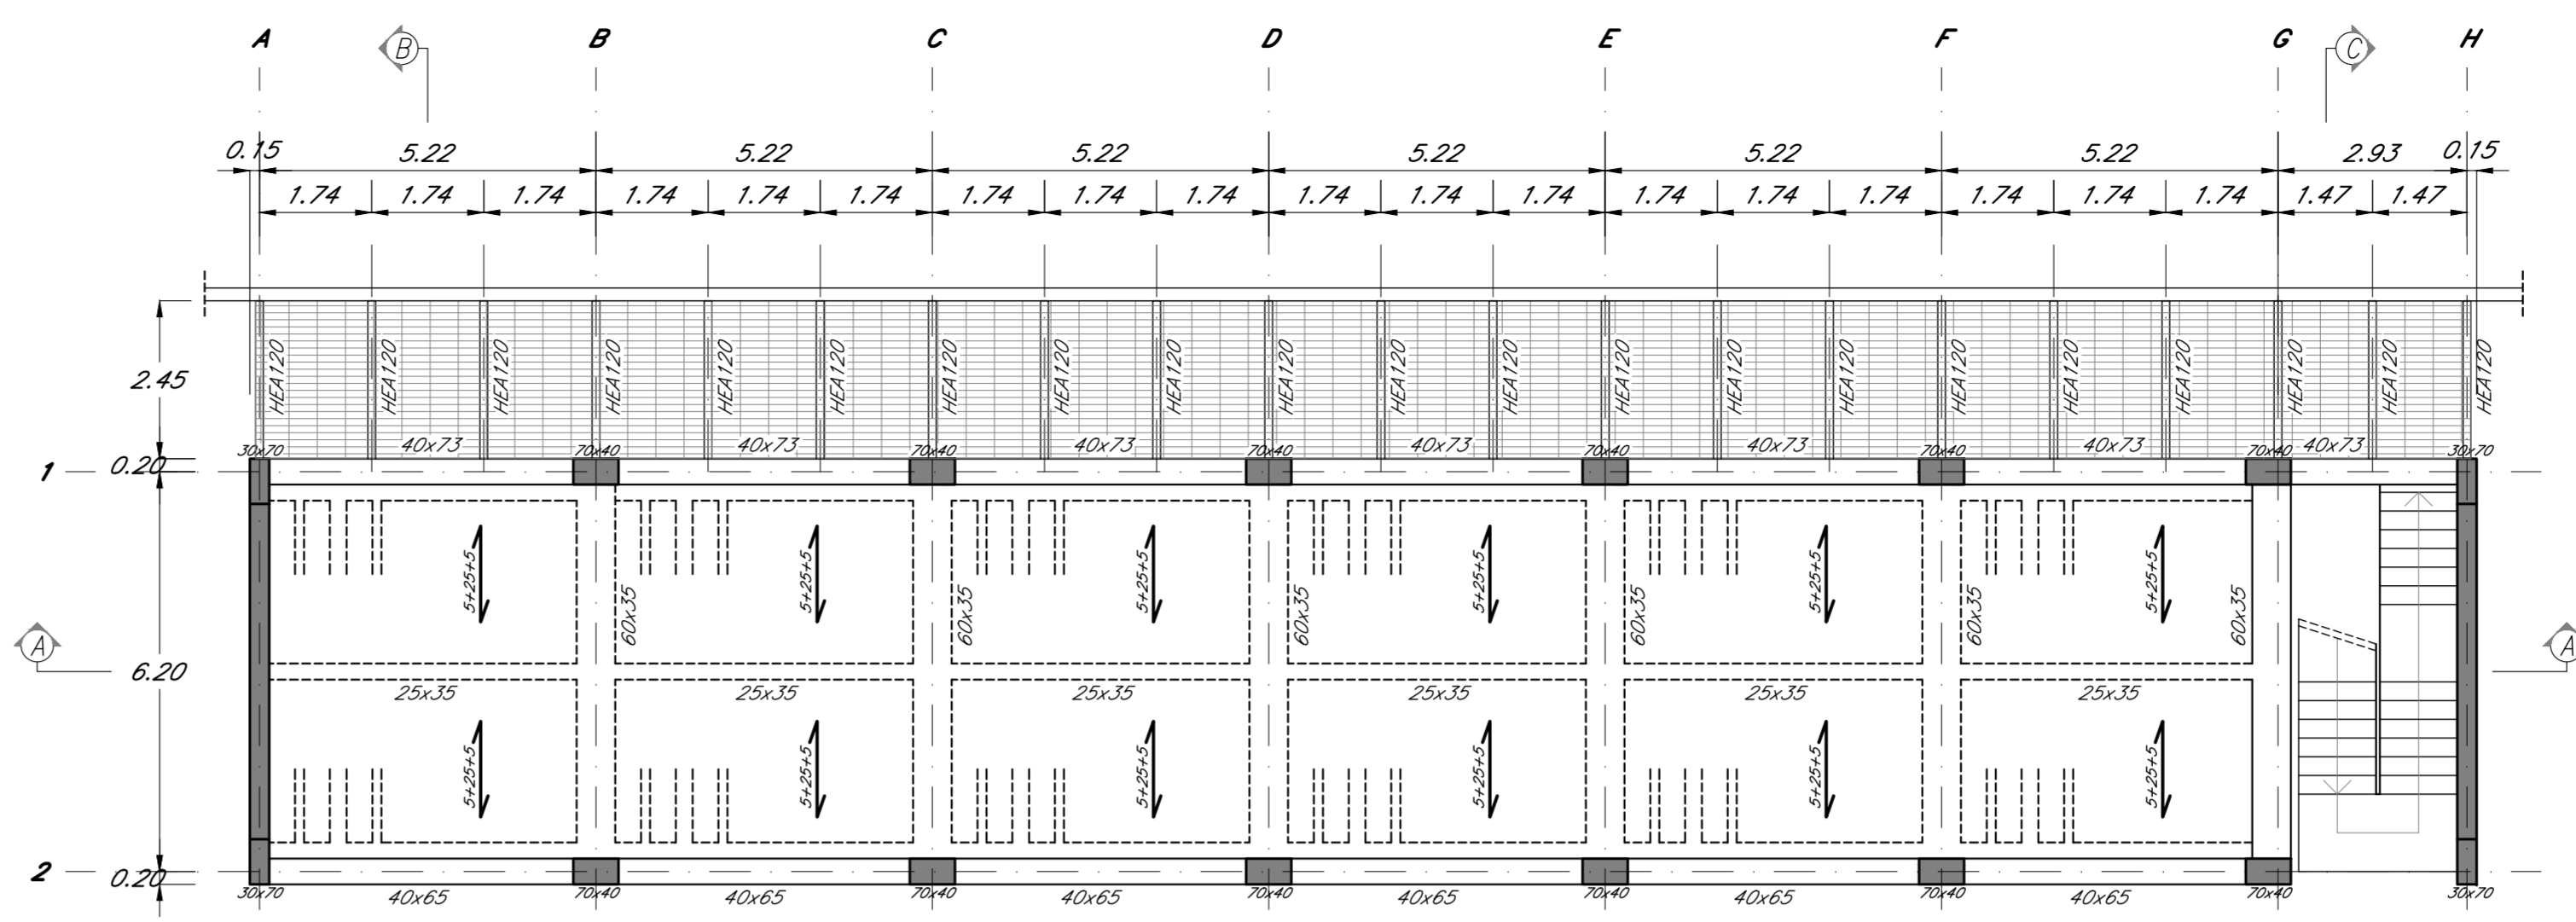 A B C D E F G H
B C
0.15 5.22 5.22 5.22 5.22 5.22 5.22 2.93 0.15
1.74 1.74 1.74 1.74 1.74 1.74 1.74 1.74 1.74 1.74 1.74 1.74 1.74 1.74 1.74 1.74 1.74 1.74 1.47 1.47
2.45
HEA120 HEA120 HEA120 HEA120 HEA120 HEA120 HEA120 HEA120 HEA120 HEA120 HEA120 HEA120 HEA120 HEA120 HEA120 HEA120 HEA120 HEA120 HEA120 HEA120 HEA120
40x73 40x73 40x73 40x73 40x73 40x73 40x73
30x70 70x40 70x40 70x40 70x40 70x40 70x40 30x70
1 0.20
5+25+5 5+25+5 5+25+5 5+25+5 5+25+5 5+25+5
60x35 60x35 60x35 60x35 60x35 60x35
A 6.20 A
25x35 25x35 25x35 25x35 25x35 25x35
5+25+5 5+25+5 5+25+5 5+25+5 5+25+5 5+25+5
2 0.20
30x70 70x40 70x40 70x40 70x40 70x40 70x40 30x70
40x65 40x65 40x65 40x65 40x65 40x65